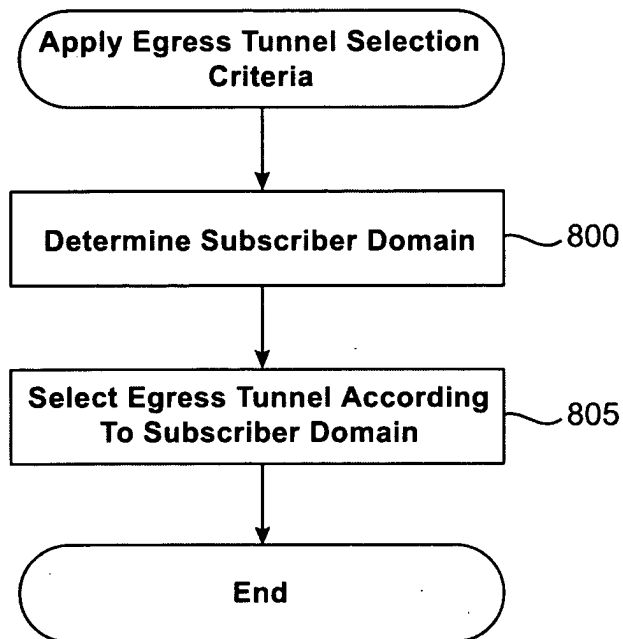 Apply Egress Tunnel Selection
Criteria
Determine Subscriber Domain
800
Select Egress Tunnel According
To Subscriber Domain
805
End